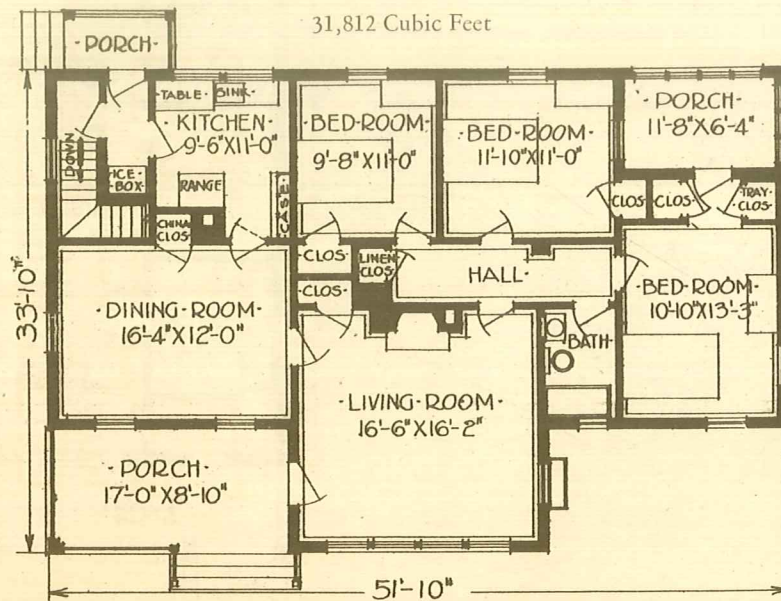 31,812 Cubic Feet
·PORCH·
TABLE·
SINK
·KITCHEN·
9'-6"X11'-0"
DOWN
ICE-
BOX
RANGE
CASE
CHINA
CLOS
·BED·ROOM·
9'-8"X11'-0"
·BED·ROOM·
11'-10"X11'-0"
PORCH·
11'-8"X6'-4"
CLOS
CLOS·
TRAY
CLOS·
CLOS
LINEN
CLOS
CLOS
HALL·
·BED·ROOM·
10'-10"X13'-3"
·DINING·ROOM·
16'-4"X12'-0"
BATH·
·LIVING·ROOM·
16'-6"X16'-2"
·PORCH·
17'-0"X8'-10"
33'-10"
51'-10"